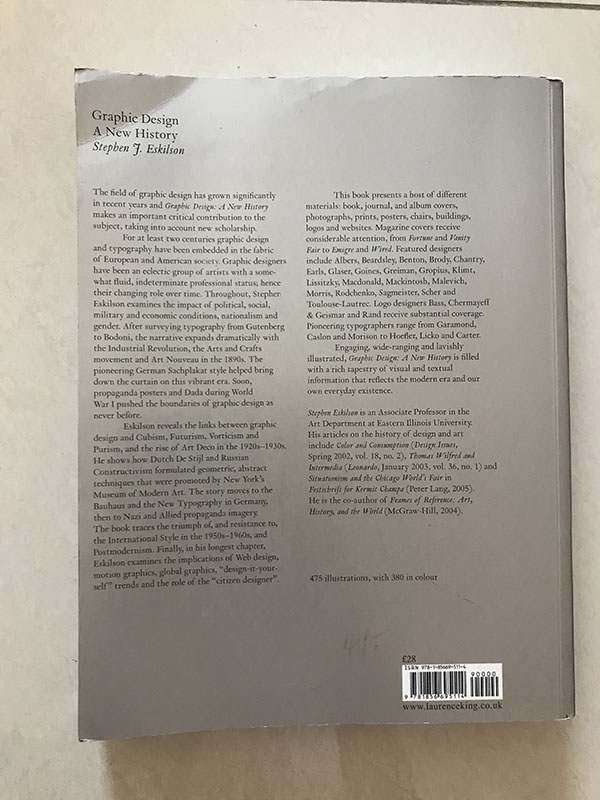 Graphic Design
A New History
Stephen J. Eskilson
The field of graphic design has grown significantly
in recent years and Graphic Design: A New History
makes an important critical contribution to the
subject, taking into account new scholarship.
For at least two centuries graphic design
and typography have been embedded in the fabric
of European and American society. Graphic designers
have been an eclectic group of artists with a some-
what fluid, indeterminate professional status; hence
their changing role over time. Throughout, Stephen
Eskilson examines the impact of political, social,
military and economic conditions, nationalism and
gender. After surveying typography from Gutenberg
to Bodoni, the narrative expands dramatically with
the Industrial Revolution, the Arts and Crafts
movement and Art Nouveau in the 1890s. The
pioneering German Sachplakat style helped bring
down the curtain on this vibrant era. Soon,
propaganda posters and Dada during World
War I pushed the boundaries of graphic design as
never before.
Eskilson reveals the links between graphic
design and Cubism, Futurism, Vorticism and
Purism, and the rise of Art Deco in the 1920s–1930s.
He shows how Dutch De Stijl and Russian
Constructivism formulated geometric, abstract
techniques that were promoted by New York's
Museum of Modern Art. The story moves to the
Bauhaus and the New Typography in Germany,
then to Nazi and Allied propaganda imagery.
The book traces the triumph of, and resistance to,
the International Style in the 1950s–1960s, and
Postmodernism. Finally, in his longest chapter,
Eskilson examines the implications of Web design,
motion graphics, global graphics, "design-it-your-
self" trends and the role of the "citizen designer".
This book presents a host of different
materials: book, journal, and album covers,
photographs, prints, posters, chairs, buildings,
logos and websites. Magazine covers receive
considerable attention, from Fortune and Vanity
Fair to Emigre and Wired. Featured designers
include Albers, Beardsley, Benton, Brody, Chantry,
Earls, Glaser, Goines, Greiman, Gropius, Klimt,
Lissitzky, Macdonald, Mackintosh, Malevich,
Morris, Rodchenko, Sagmeister, Scher and
Toulouse-Lautrec. Logo designers Bass, Chermayeff
& Geismar and Rand receive substantial coverage.
Pioneering typographers range from Garamond,
Caslon and Morison to Hoefler, Licko and Carter.
Engaging, wide-ranging and lavishly
illustrated, Graphic Design: A New History is filled
with a rich tapestry of visual and textual
information that reflects the modern era and our
own everyday existence.
Stephen Eskilson is an Associate Professor in the
Art Department at Eastern Illinois University.
His articles on the history of design and art
include Color and Consumption (Design Issues,
Spring 2002, vol. 18, no. 2), Thomas Wilfred and
Intermedia (Leonardo, January 2003, vol. 36, no. 1) and
Situationism and the Chicago World's Fair in
Festschrift for Kermit Champa (Peter Lang, 2005).
He is the co-author of Frames of Reference: Art,
History, and the World (McGraw-Hill, 2004).
475 illustrations, with 380 in colour
£28
ISBN 978-1-85669-511-4
90000
9 781856 695114
www.laurenceking.co.uk